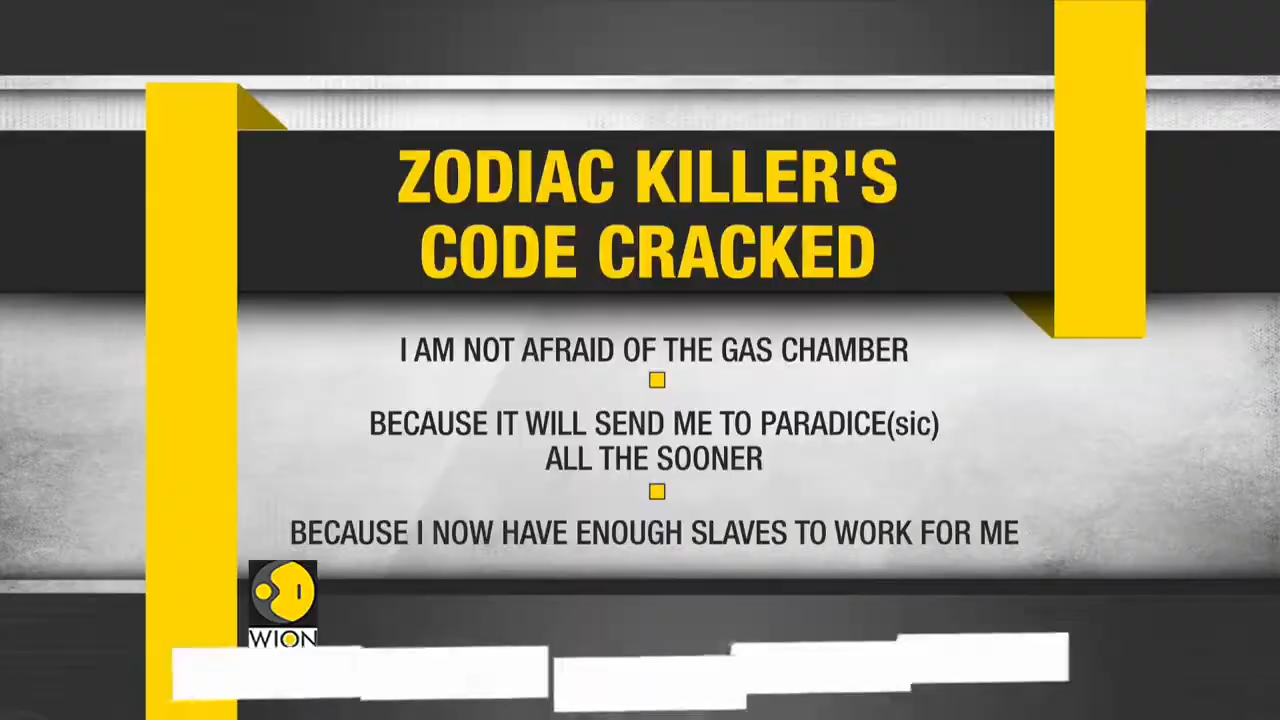 ZODIAC KILLER'S
CODE CRACKED
I AM NOT AFRAID OF THE GAS CHAMBER
BECAUSE IT WILL SEND ME TO PARADICE(sic)
ALL THE SOONER
BECAUSE I NOW HAVE ENOUGH SLAVES TO WORK FOR ME
WION